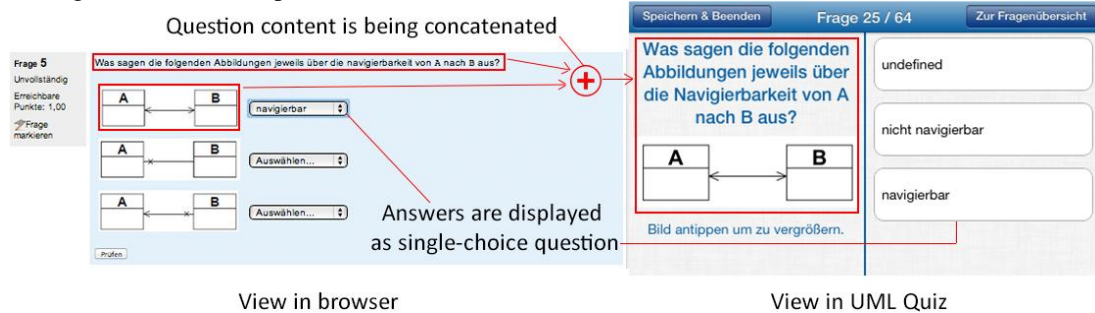 Question content is being concatenated
Frage 5
Unvollständig
Erreichbare
Punkte: 1,00
Frage
markieren
Was sagen die folgenden Abbildungen jeweils über die navigierbarkeit von A nach B aus?
A B
navigierbar
A B
Auswählen...
A B
Auswählen...
Prüfen
Answers are displayed
as single-choice question
View in browser
Speichern & Beenden
Frage 25 / 64
Zur Fragenübersicht
Was sagen die folgenden
Abbildungen jeweils über
die Navigierbarkeit von A
nach B aus?
A B
Bild antippen um zu vergrößern.
undefined
nicht navigierbar
navigierbar
View in UML Quiz